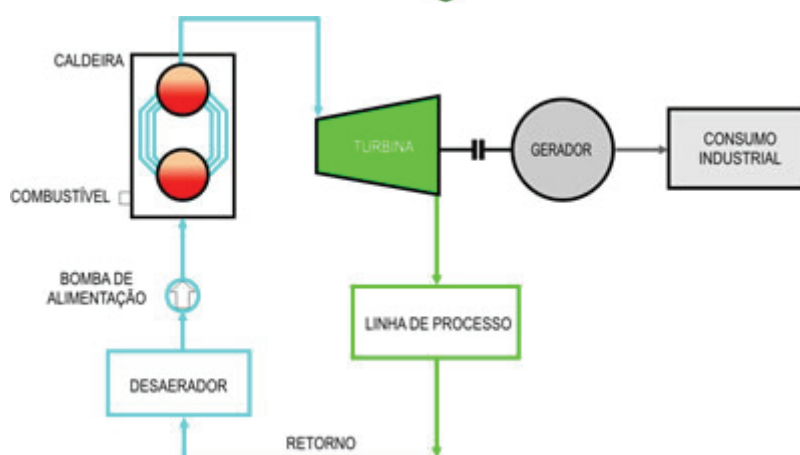 CALDEIRA
TURBINA
GERADOR
CONSUMO
INDUSTRIAL
COMBUSTÍVEL
BOMBA DE
ALIMENTAÇÃO
LINHA DE PROCESSO
DESAERADOR
RETORNO